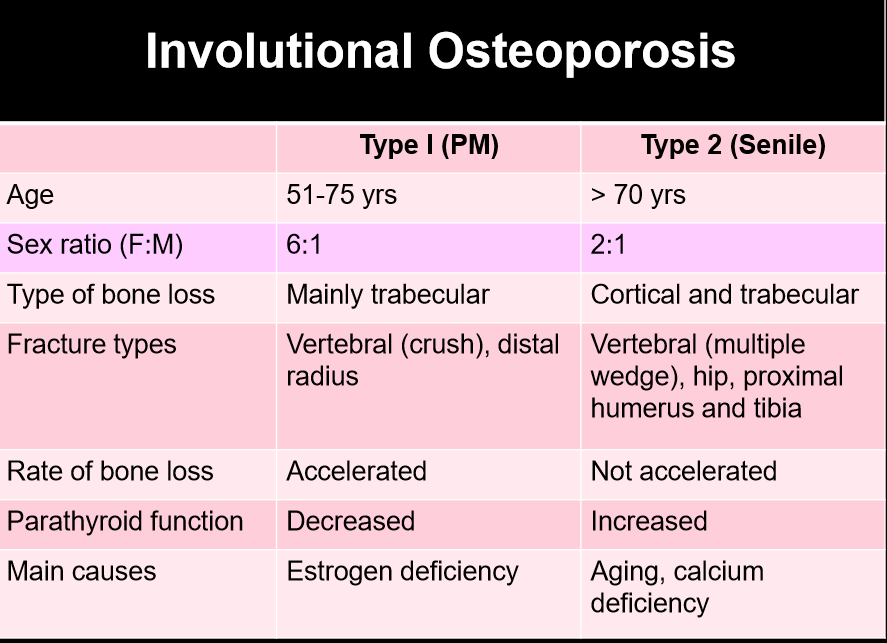 Involutional Osteoporosis
Type I (PM) Type 2 (Senile)
Age 51-75 yrs > 70 yrs
Sex ratio (F:M) 6:1 2:1
Type of bone loss Mainly trabecular Cortical and trabecular
Fracture types Vertebral (crush), distal Vertebral (multiple
radius wedge), hip, proximal
humerus and tibia
Rate of bone loss Accelerated Not accelerated
Parathyroid function Decreased Increased
Main causes Estrogen deficiency Aging, calcium
deficiency